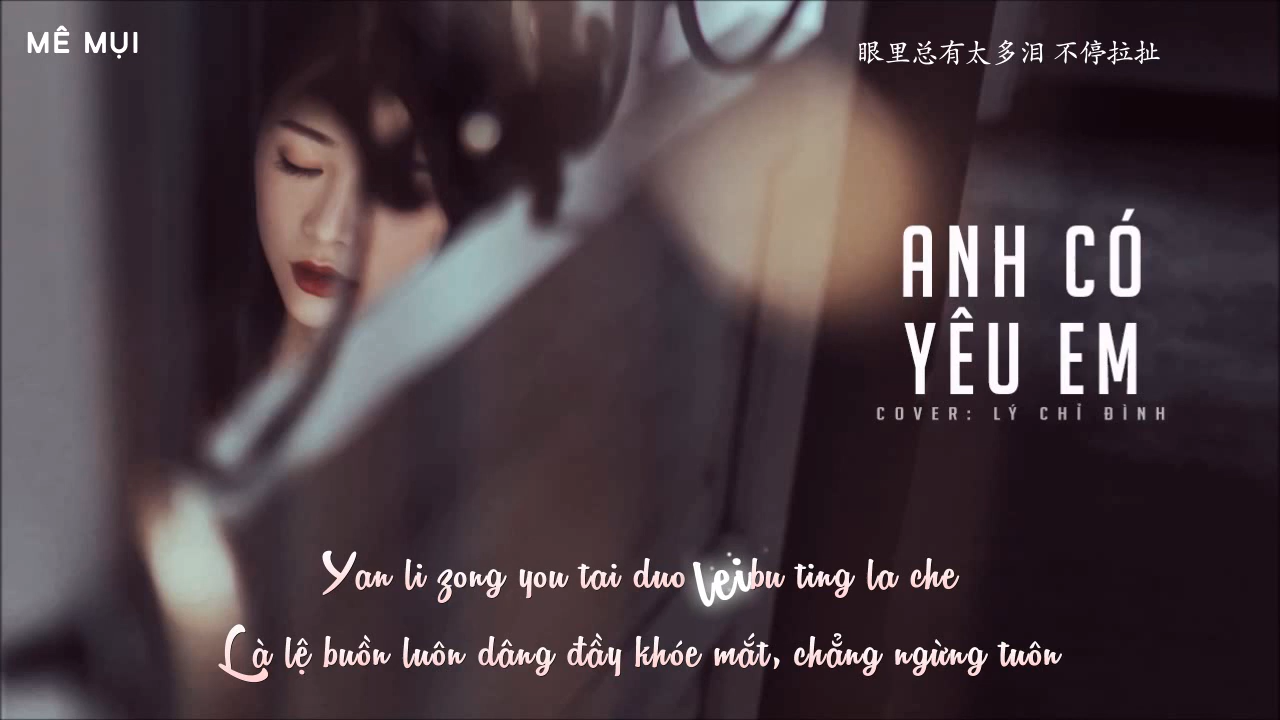 MÊ MỤI
眼里总有太多泪 不停拉扯
ANH CÓ
YÊU EM
COVER: LÝ CHỈ ĐÌNH
Yan li zong you tai duo lei bu ting la che
Là lệ buồn luôn dâng đầy khóe mắt, chẳng ngừng tuôn